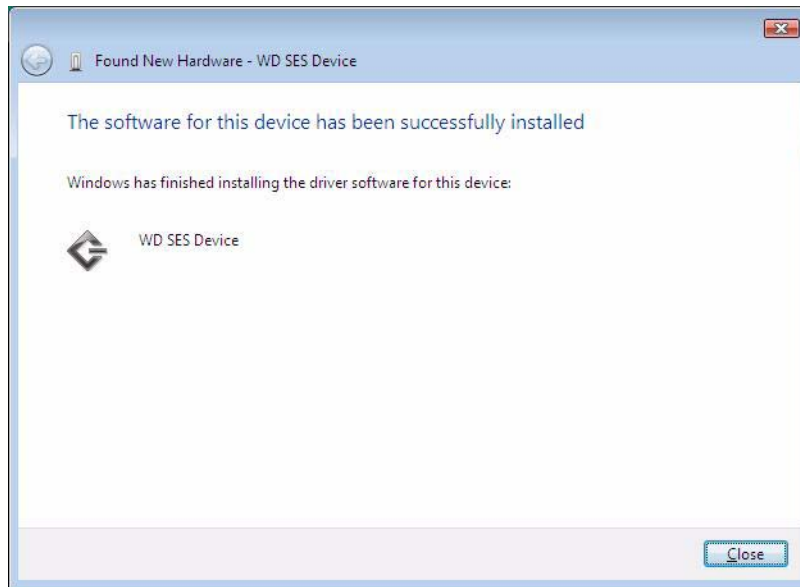 Found New Hardware - WD SES Device
The software for this device has been successfully installed
Windows has finished installing the driver software for this device:
WD SES Device
Close